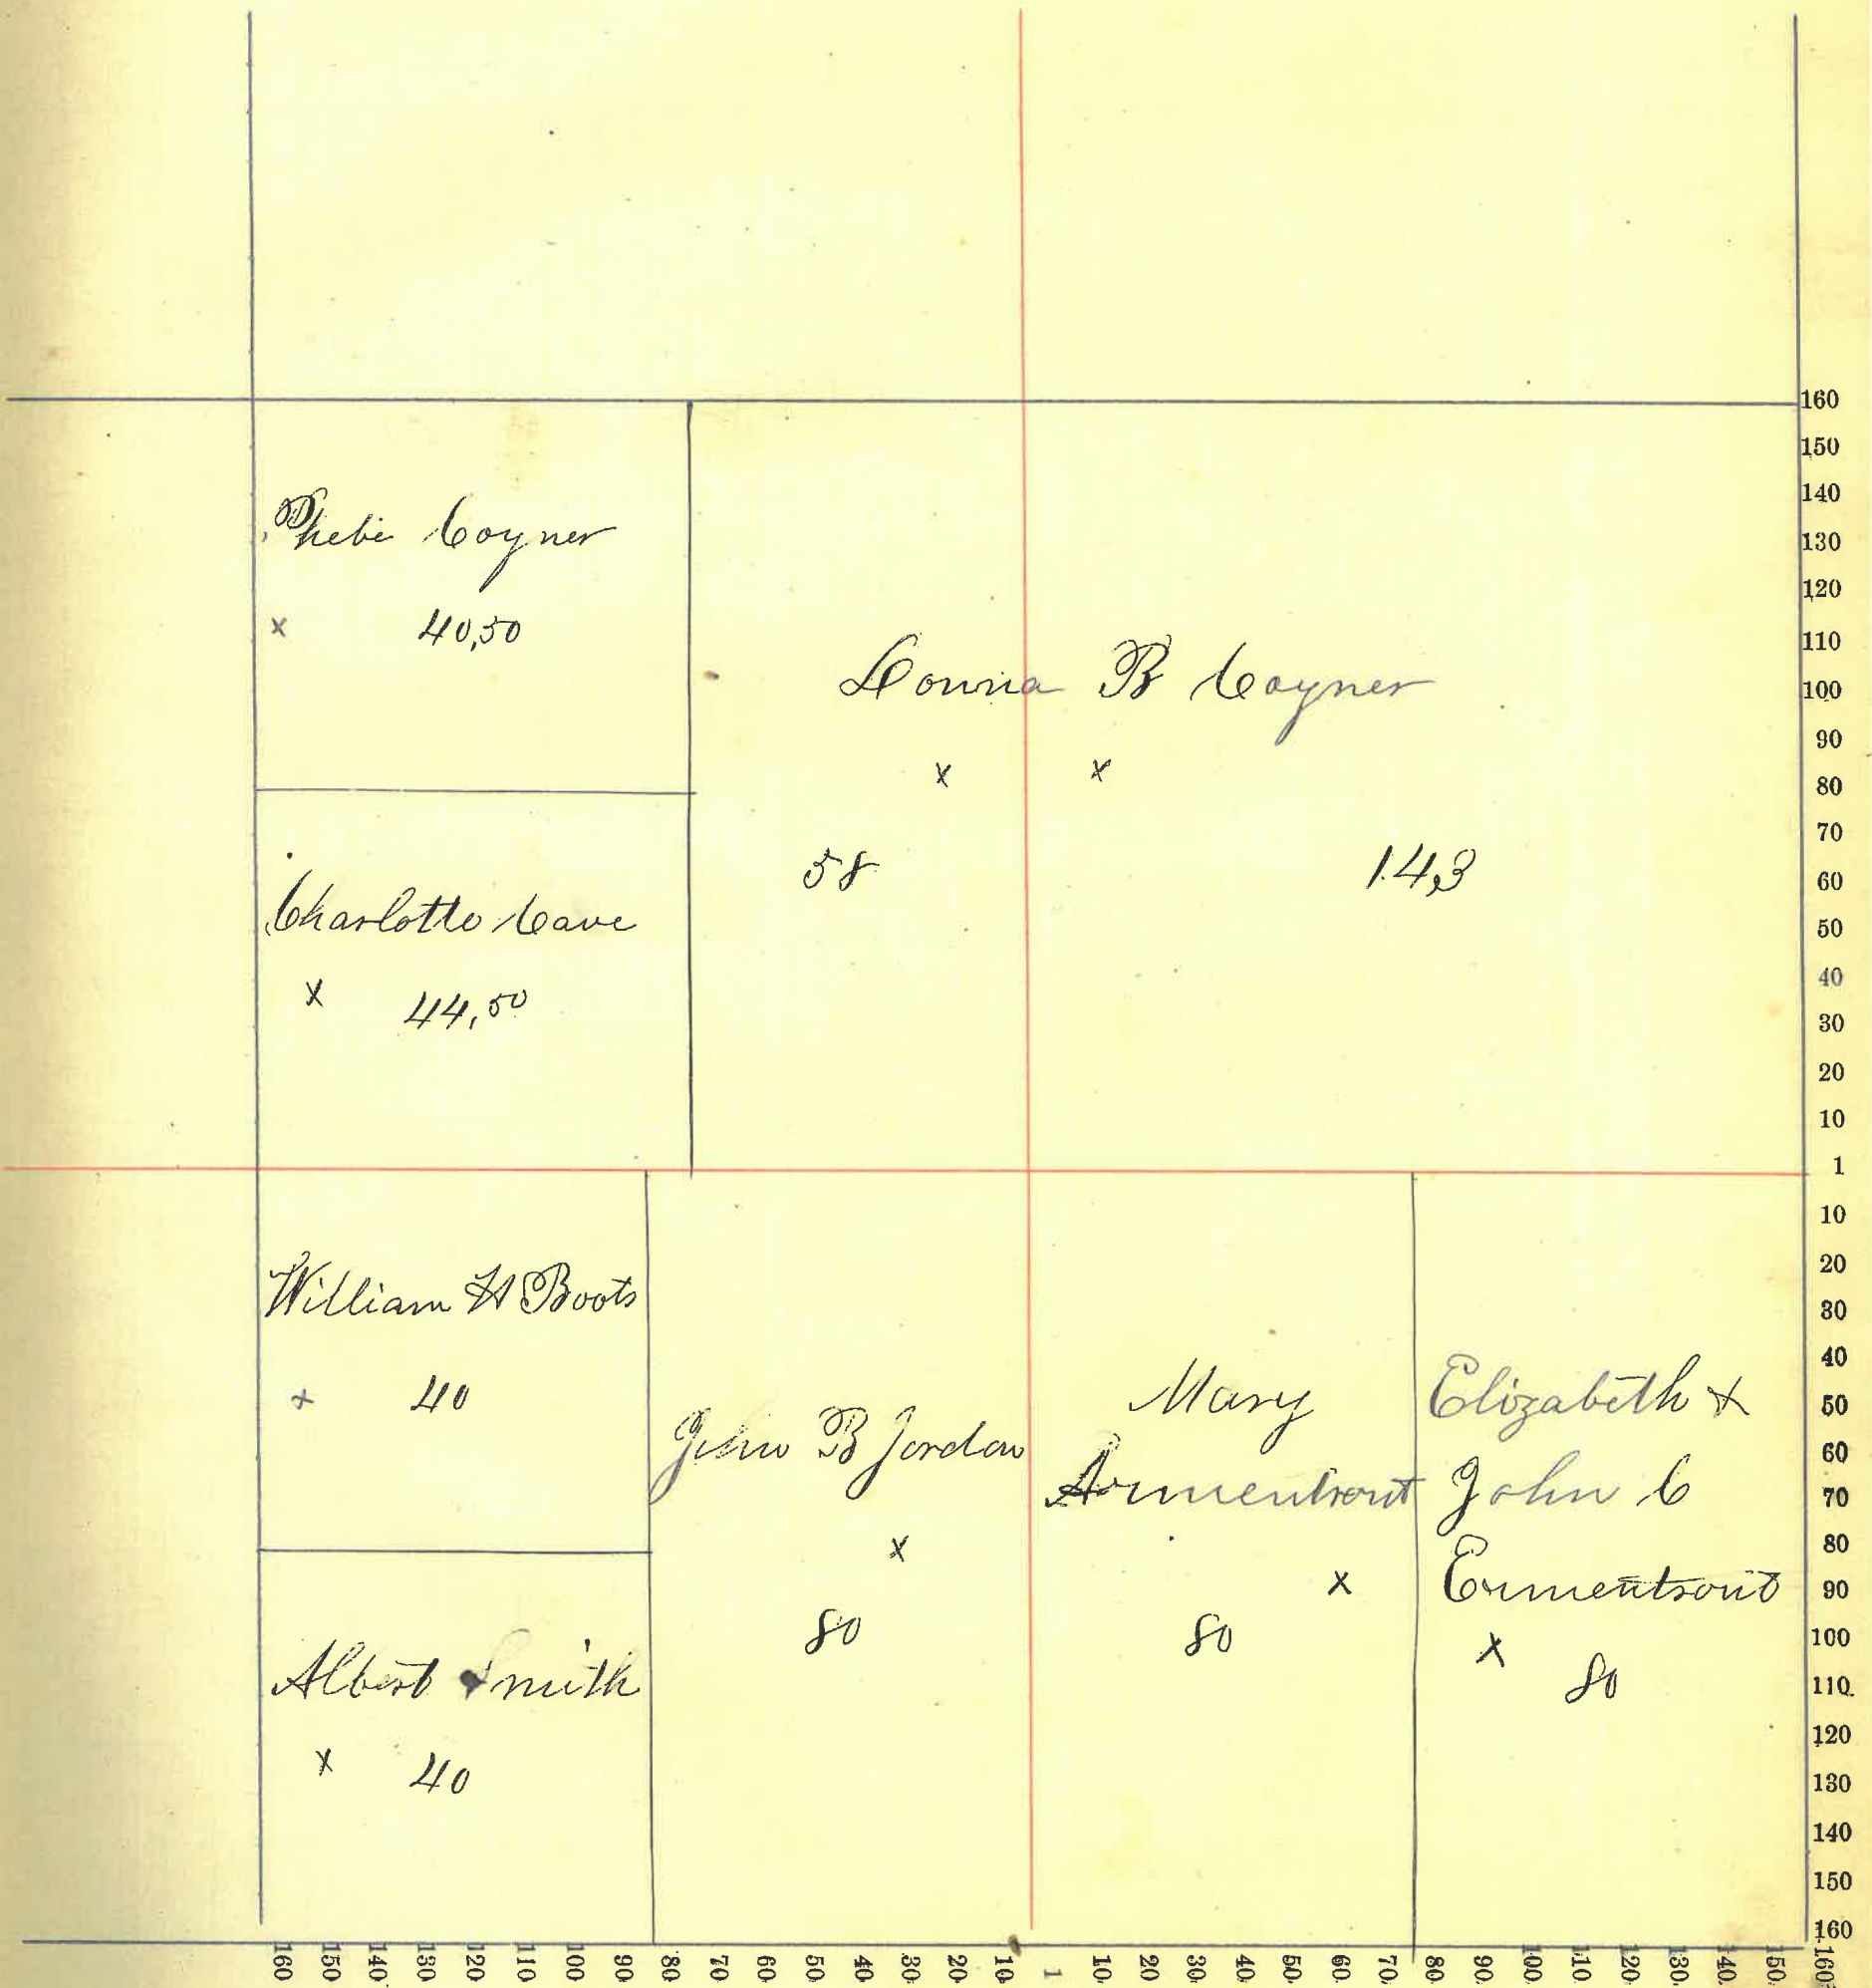 Phebe Coyner
x 40,50
B Coyner
x x
58 143
Charlotte Cave
x 44,50
William H Boots
x 40
John B Jordan
x
80
Mary
Armentrout
x
80
Elizabeth &
John C
Ermentrout
x
80
Albert Smith
x 40
160
150
140
130
120
110
100
90
80
70
60
50
40
30
20
10
1
10
20
30
40
50
60
70
80
90
100
110
120
130
140
150
160
160 150 140 130 120 110 100 90 80 70 60 50 40 30 20 10 1 10 20 30 40 50 60 70 80 90 100 110 120 130 140 150 160